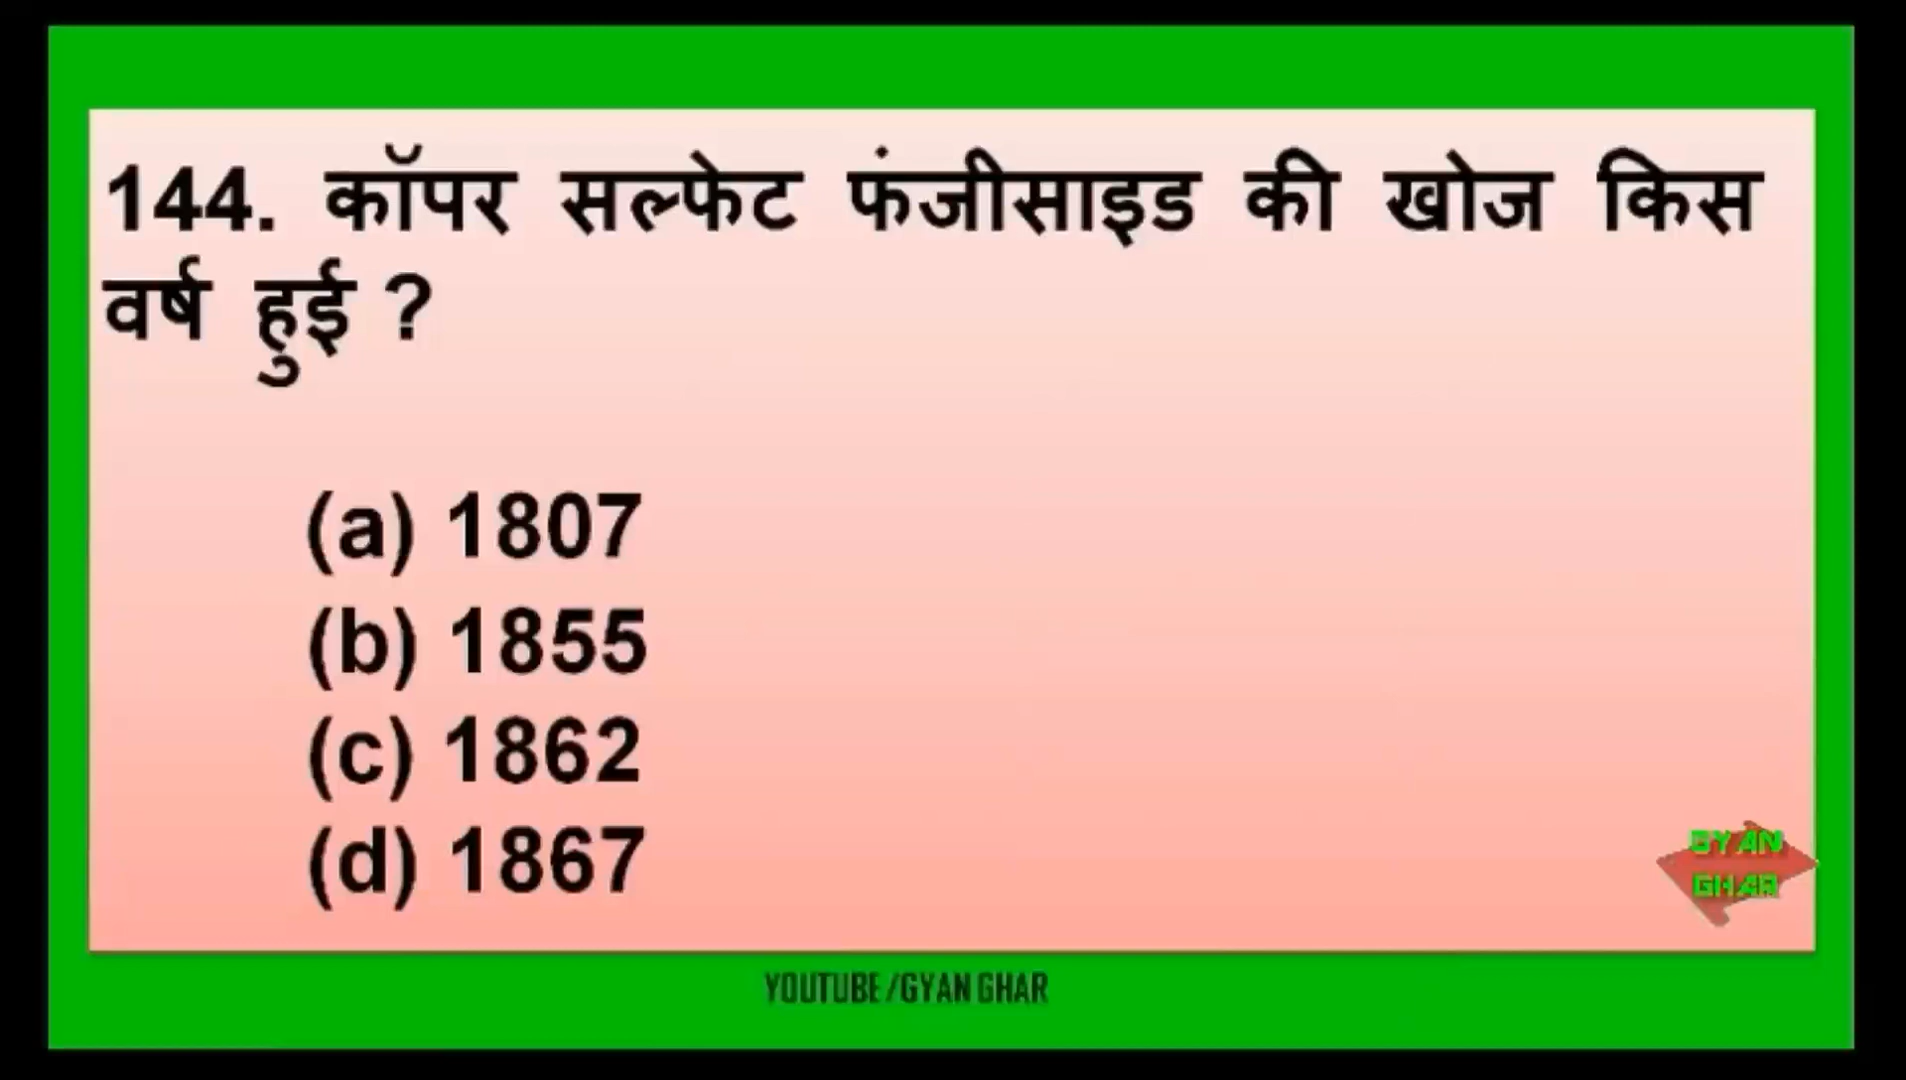 144. कॉपर सल्फेट फंजीसाइड की खोज किस
वर्ष हुई ?
(a) 1807
(b) 1855
(c) 1862
(d) 1867
GYAN
GHAR
YOUTUBE /GYAN GHAR